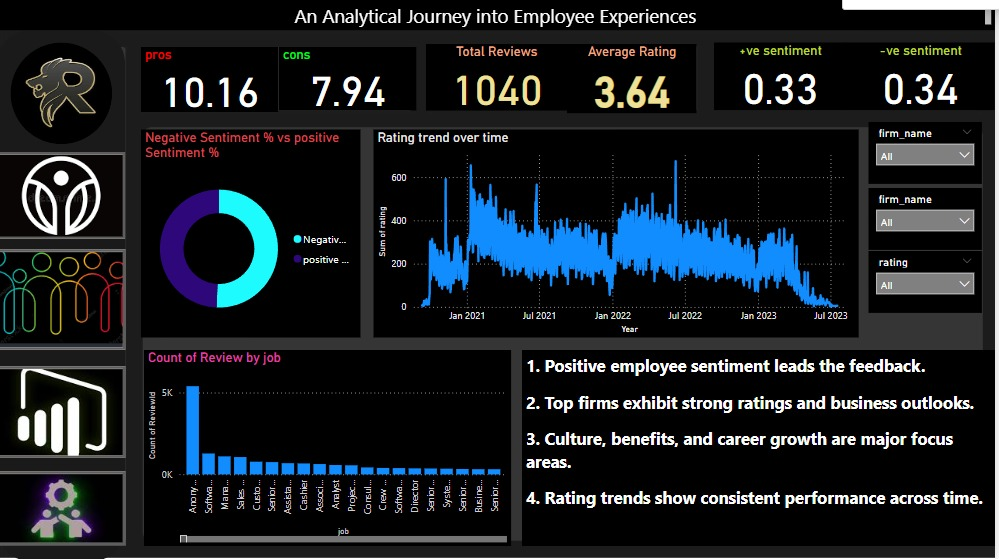 An Analytical Journey into Employee Experiences
pros
10.16
cons
7.94
Total Reviews
1040
Average Rating
3.64
+ve sentiment
0.33
-ve sentiment
0.34
Negative Sentiment % vs positive
Sentiment %
Negativ...
positive ...
Rating trend over time
Sum of rating
600
400
200
0
Jan 2021 Jul 2021 Jan 2022 Jul 2022 Jan 2023 Jul 2023
Year
firm_name
All
firm_name
All
rating
All
Count of Review by job
Count of ReviewId
5K
0K
Anony...
Softwa...
Mana...
Sales ...
Custo...
Senior...
Assista...
Cashier
Associ...
Analyst
Projec...
Consul...
Crew ...
Softwa...
Director
Senior...
Syste...
Senior...
Busine...
Senior...
job
1. Positive employee sentiment leads the feedback.
2. Top firms exhibit strong ratings and business outlooks.
3. Culture, benefits, and career growth are major focus
areas.
4. Rating trends show consistent performance across time.